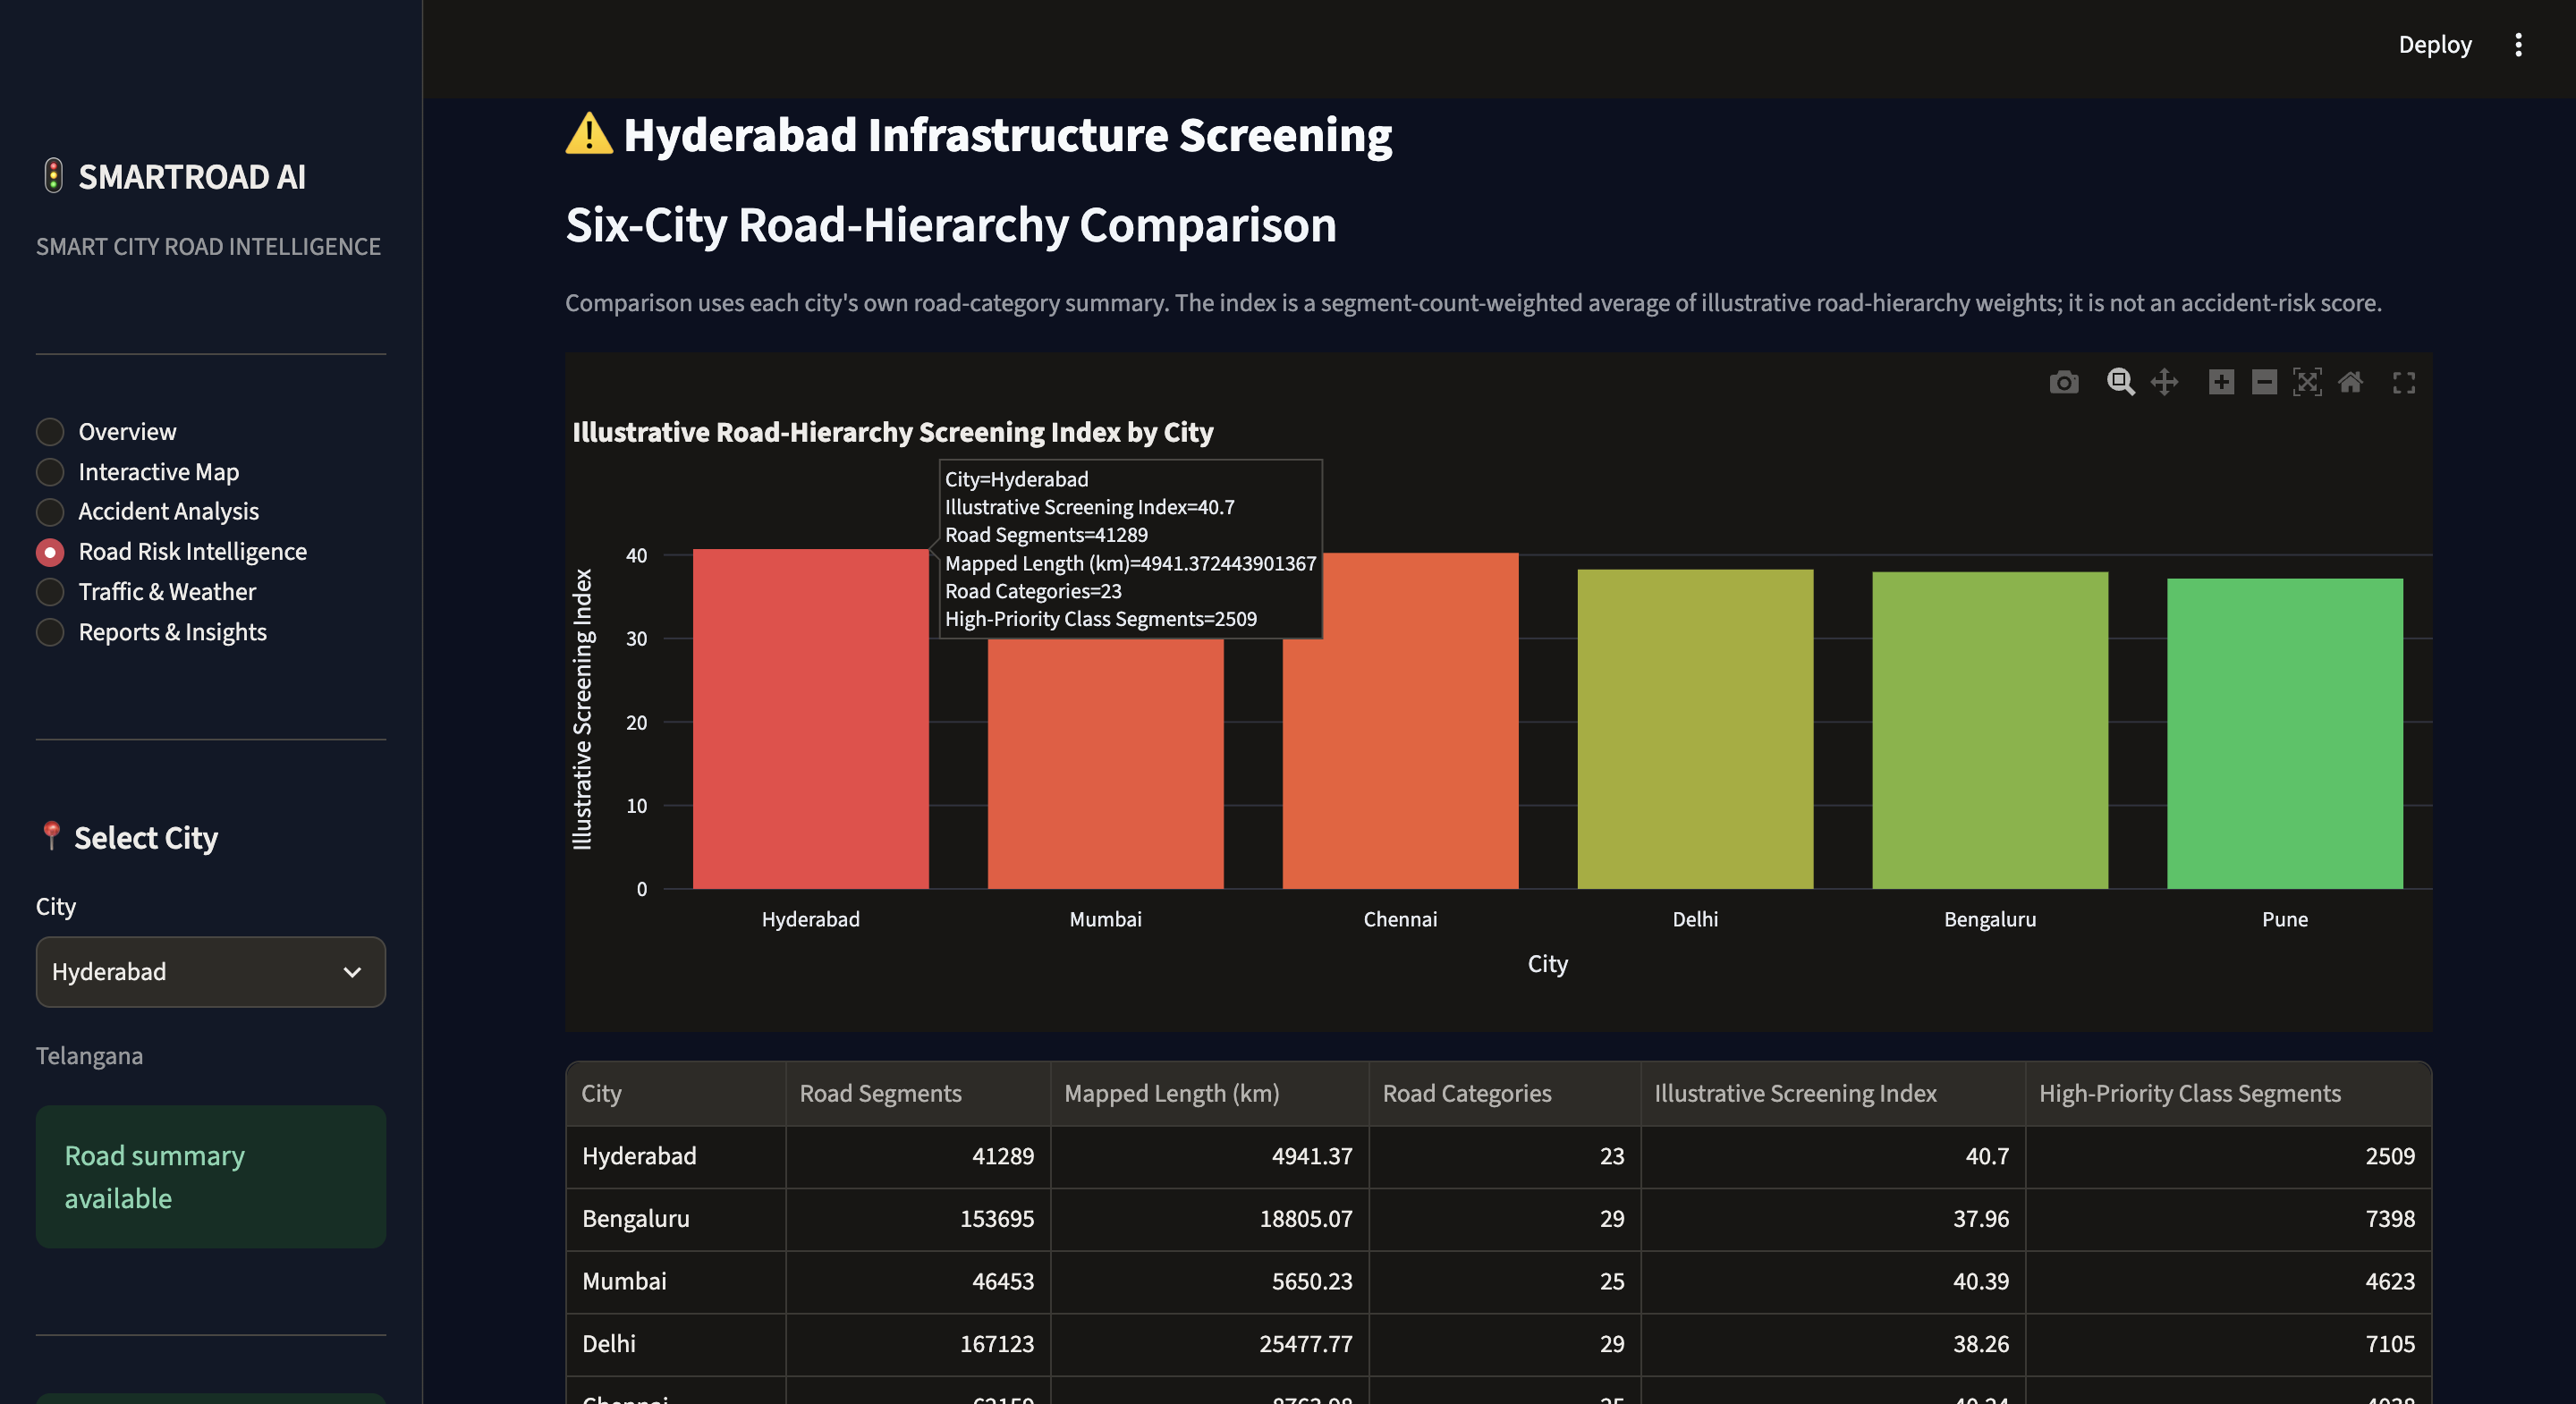 Deploy
SMARTROAD AI
SMART CITY ROAD INTELLIGENCE
Overview
Interactive Map
Accident Analysis
Road Risk Intelligence
Traffic & Weather
Reports & Insights
Select City
City
Hyderabad
Telangana
Road summary
available
Hyderabad Infrastructure Screening
Six-City Road-Hierarchy Comparison
Comparison uses each city's own road-category summary. The index is a segment-count-weighted average of illustrative road-hierarchy weights; it is not an accident-risk score.
Illustrative Road-Hierarchy Screening Index by City
City=Hyderabad
Illustrative Screening Index=40.7
Road Segments=41289
Mapped Length (km)=4941.372443901367
Road Categories=23
High-Priority Class Segments=2509
Illustrative Screening Index
40
30
20
10
0
Hyderabad Mumbai Chennai Delhi Bengaluru Pune
City
City Road Segments Mapped Length (km) Road Categories Illustrative Screening Index High-Priority Class Segments
Hyderabad 41289 4941.37 23 40.7 2509
Bengaluru 153695 18805.07 29 37.96 7398
Mumbai 46453 5650.23 25 40.39 4623
Delhi 167123 25477.77 29 38.26 7105
Chennai